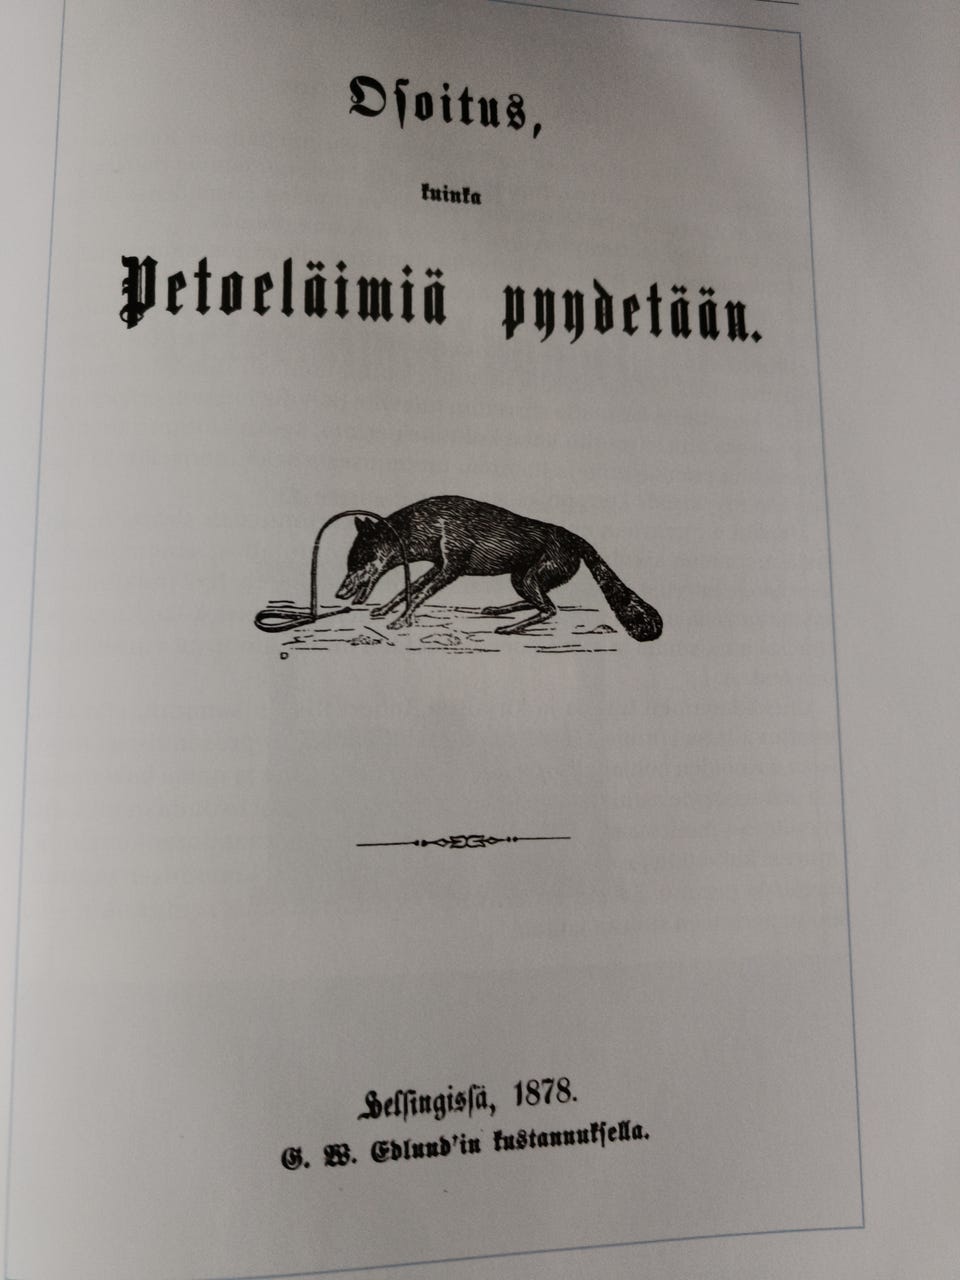 Osoitus,
kuinka
Petoeläimiä pyydetään.
Helsingissä, 1878.
G. W. Edlund'in kustannuksella.